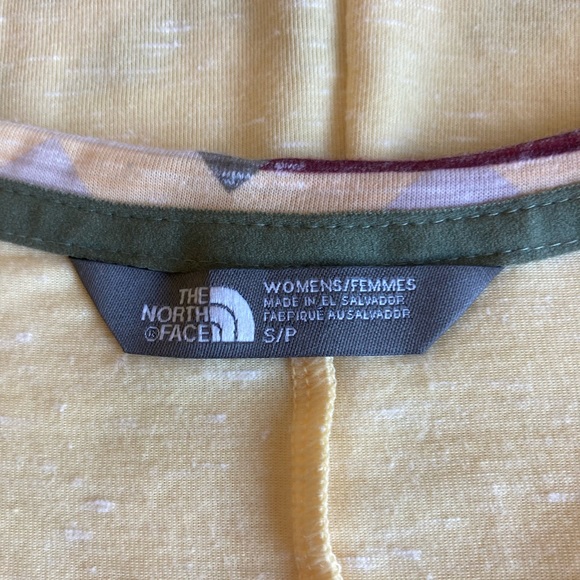 THE
NORTH
®FACE
WOMENS/FEMMES
MADE IN EL SALVADOR
FABRIQUÉ AU SALVADOR
S/P